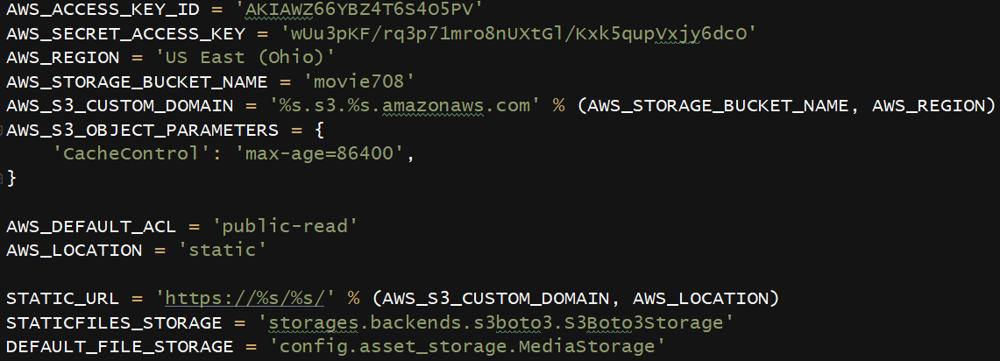 AWS_ACCESS_KEY_ID = 'AKIAWZ66YBZ4T6S4O5PV'
AWS_SECRET_ACCESS_KEY = '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'
AWS_REGION = 'US East (Ohio)'
AWS_STORAGE_BUCKET_NAME = 'movie708'
AWS_S3_CUSTOM_DOMAIN = '%s.s3.%s.amazonaws.com' % (AWS_STORAGE_BUCKET_NAME, AWS_REGION)
AWS_S3_OBJECT_PARAMETERS = {
    'CacheControl': 'max-age=86400',
}

AWS_DEFAULT_ACL = 'public-read'
AWS_LOCATION = 'static'

STATIC_URL = 'https://%s/%s/' % (AWS_S3_CUSTOM_DOMAIN, AWS_LOCATION)
STATICFILES_STORAGE = 'storages.backends.s3boto3.S3Boto3Storage'
DEFAULT_FILE_STORAGE = 'config.asset_storage.MediaStorage'